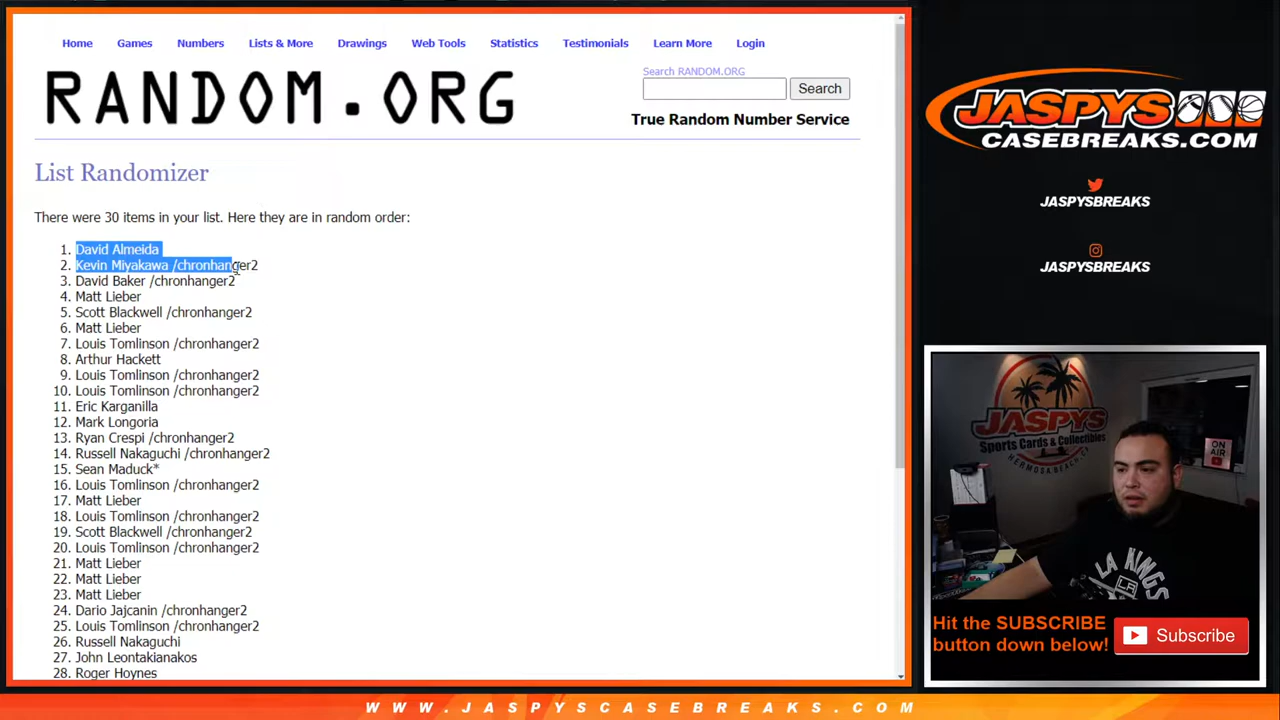 Home Games Numbers Lists & More Drawings Web Tools Statistics Testimonials Learn More Login
RANDOM.ORG
Search RANDOM.ORG
Search
True Random Number Service
List Randomizer
There were 30 items in your list. Here they are in random order:
1. David Almeida
2. Kevin Miyakawa /chronhanger2
3. David Baker /chronhanger2
4. Matt Lieber
5. Scott Blackwell /chronhanger2
6. Matt Lieber
7. Louis Tomlinson /chronhanger2
8. Arthur Hackett
9. Louis Tomlinson /chronhanger2
10. Louis Tomlinson /chronhanger2
11. Eric Karganilla
12. Mark Longoria
13. Ryan Crespi /chronhanger2
14. Russell Nakaguchi /chronhanger2
15. Sean Maduck*
16. Louis Tomlinson /chronhanger2
17. Matt Lieber
18. Louis Tomlinson /chronhanger2
19. Scott Blackwell /chronhanger2
20. Louis Tomlinson /chronhanger2
21. Matt Lieber
22. Matt Lieber
23. Matt Lieber
24. Dario Jajcanin /chronhanger2
25. Louis Tomlinson /chronhanger2
26. Russell Nakaguchi
27. John Leontakianakos
28. Roger Hoynes
JASPYS
CASEBREAKS.COM
JASPYSBREAKS
JASPYSBREAKS
JASPYS
Sports Cards & Collectibles
HERMOSA BEACH, CA
ON AIR
LA KINGS
LA
Hit the SUBSCRIBE
button down below!
Subscribe
WWW.JASPYSCASEBREAKS.COM